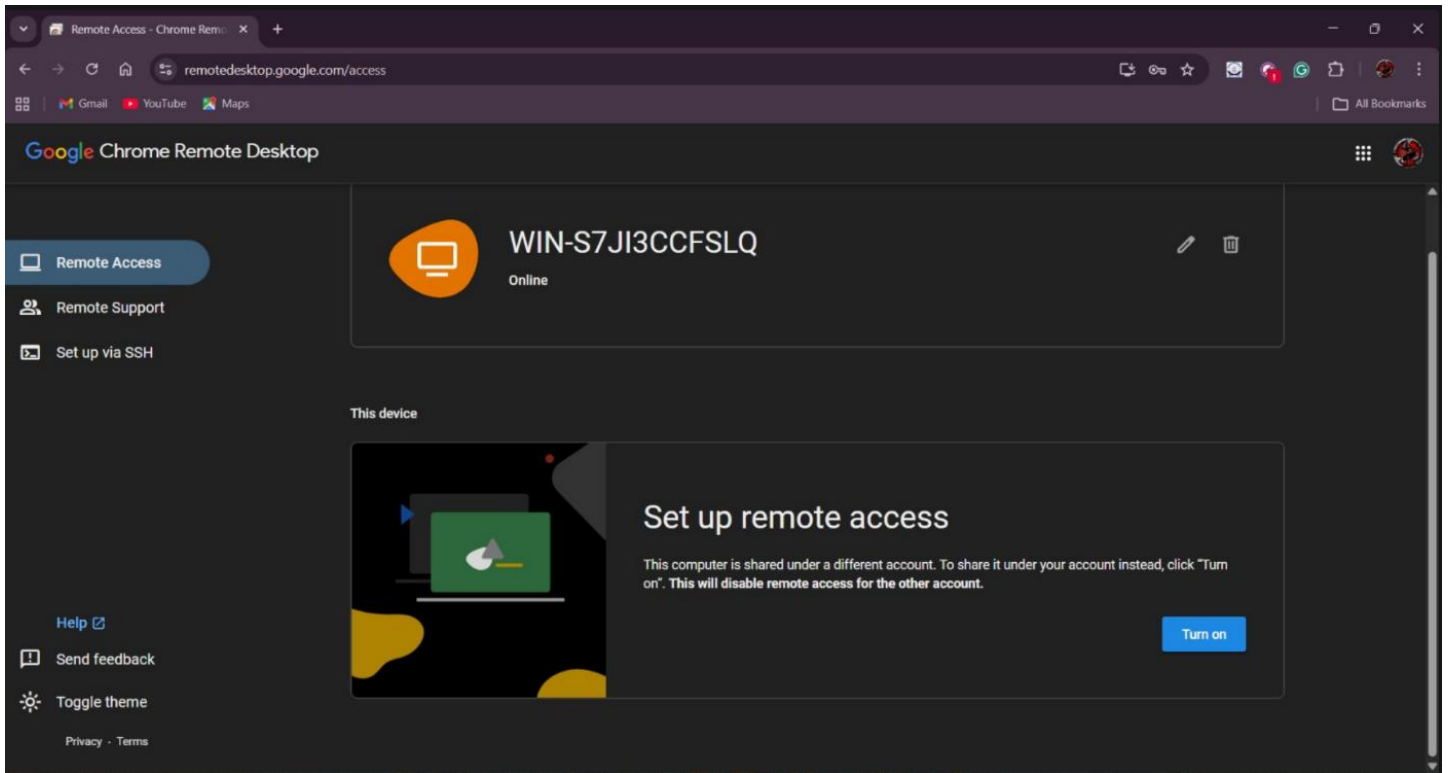 Remote Access - Chrome Remo
remotedesktop.google.com/access
Gmail YouTube Maps All Bookmarks
Google Chrome Remote Desktop
Remote Access
Remote Support
Set up via SSH
WIN-S7JI3CCFSLQ
Online
This device
Set up remote access
This computer is shared under a different account. To share it under your account instead, click “Turn
on”. This will disable remote access for the other account.
Turn on
Help
Send feedback
Toggle theme
Privacy · Terms